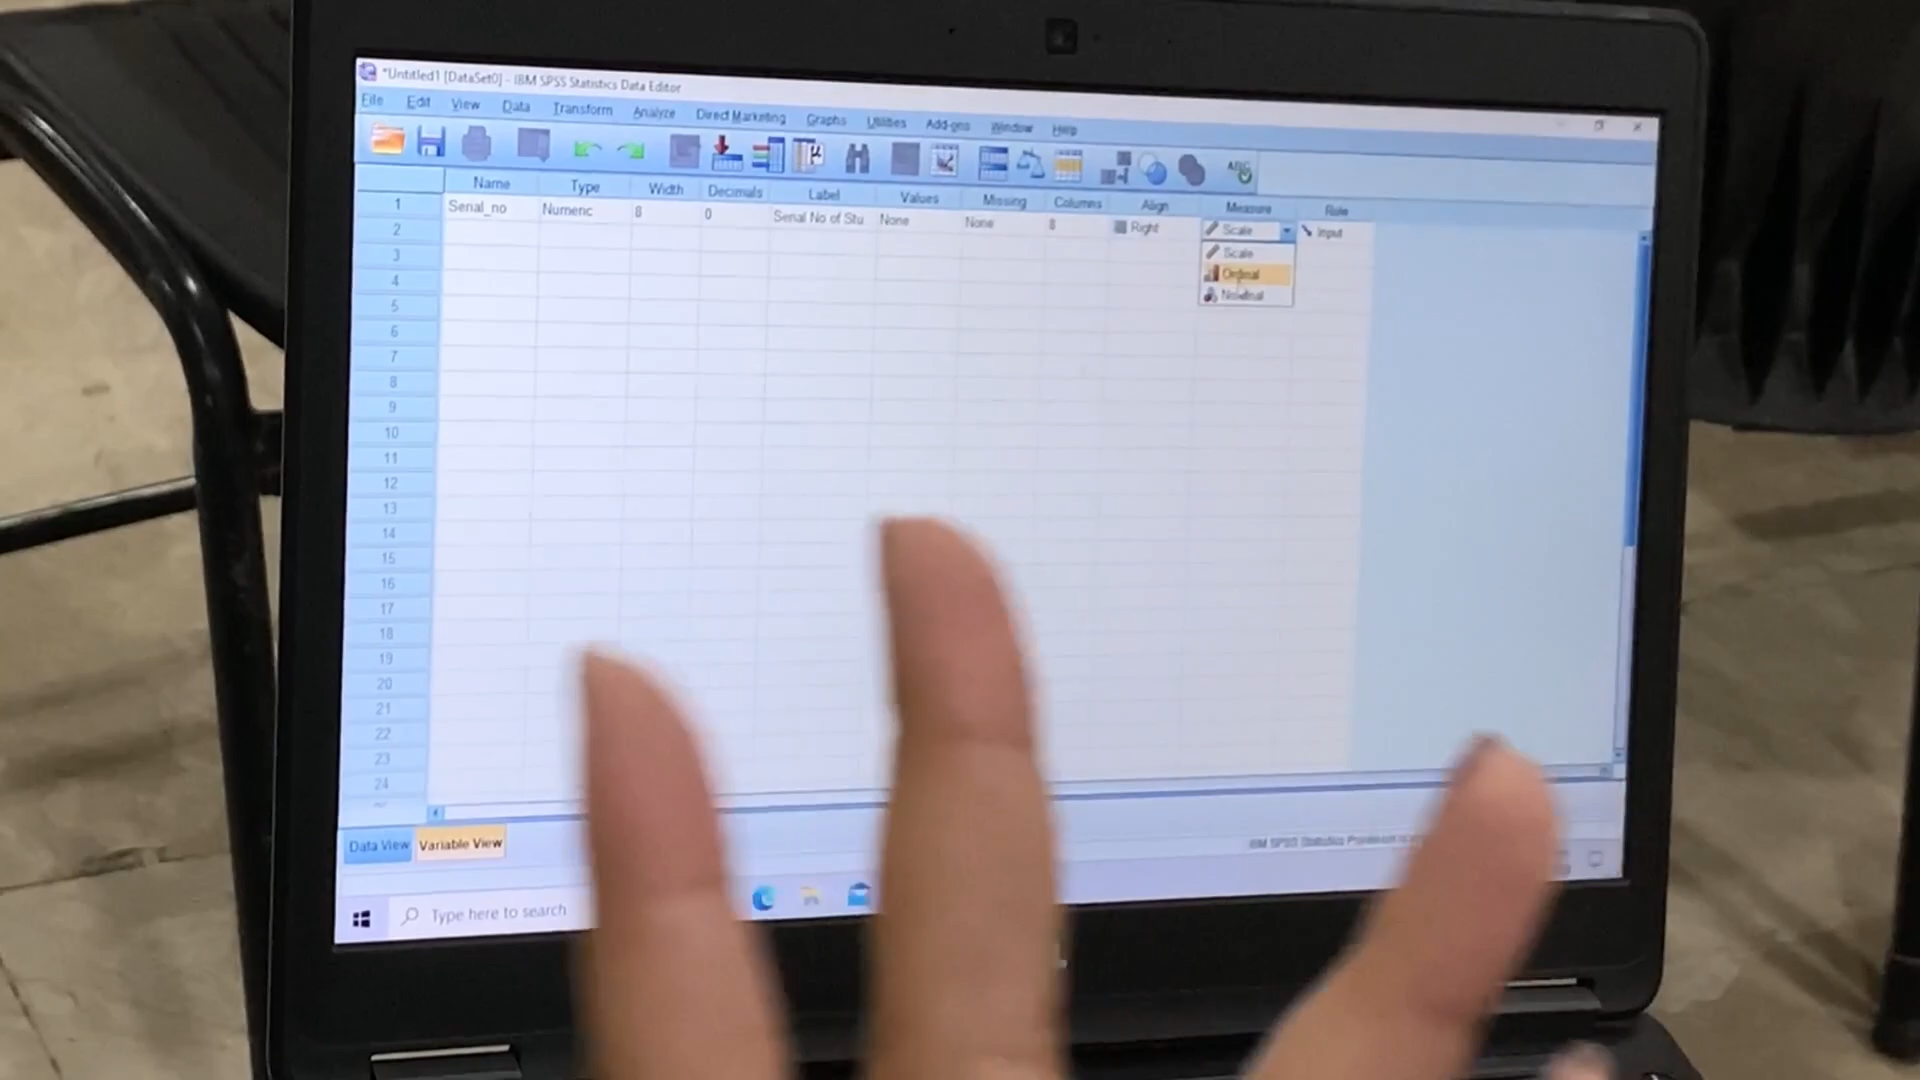 *Untitled1 [DataSet0] - IBM SPSS Statistics Data Editor
File Edit View Data Transform Analyze Direct Marketing Graphs Utilities Add-ons Window Help
Name Type Width Decimals Label Values Missing Columns Align Measure Role
1 Serial_no Numeric 8 0 Serial No of Stu None None 8 Right Scale Input
2
3 Scale
4 Ordinal
5 Nominal
6
7
8
9
10
11
12
13
14
15
16
17
18
19
20
21
22
23
24
Data View Variable View
IBM SPSS Statistics Processor
Type here to search